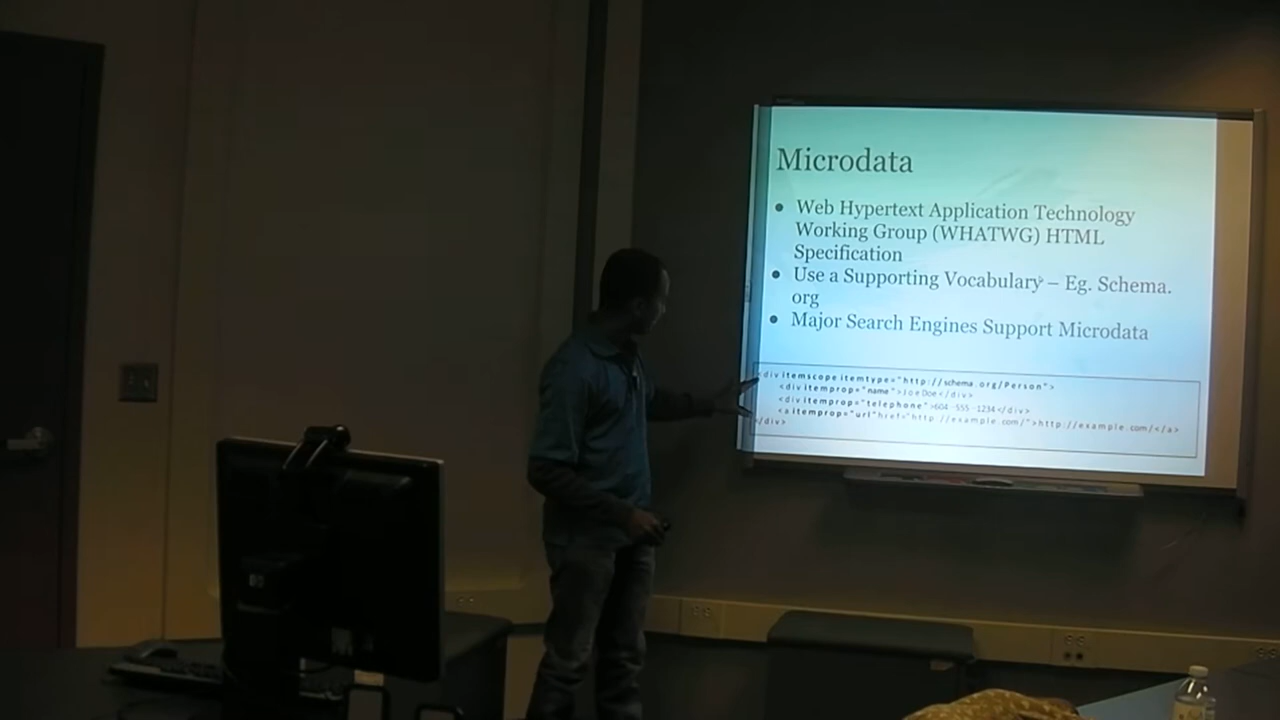 Microdata
● Web Hypertext Application Technology
Working Group (WHATWG) HTML
Specification
● Use a Supporting Vocabulary – Eg. Schema.
org
● Major Search Engines Support Microdata
<div itemscope itemtype="http://schema.org/Person">
<div itemprop="name">Joe Doe</div>
<div itemprop="telephone">604-555-1234</div>
<a itemprop="url"href="http://example.com/">http://example.com/</a>
/div>
hp